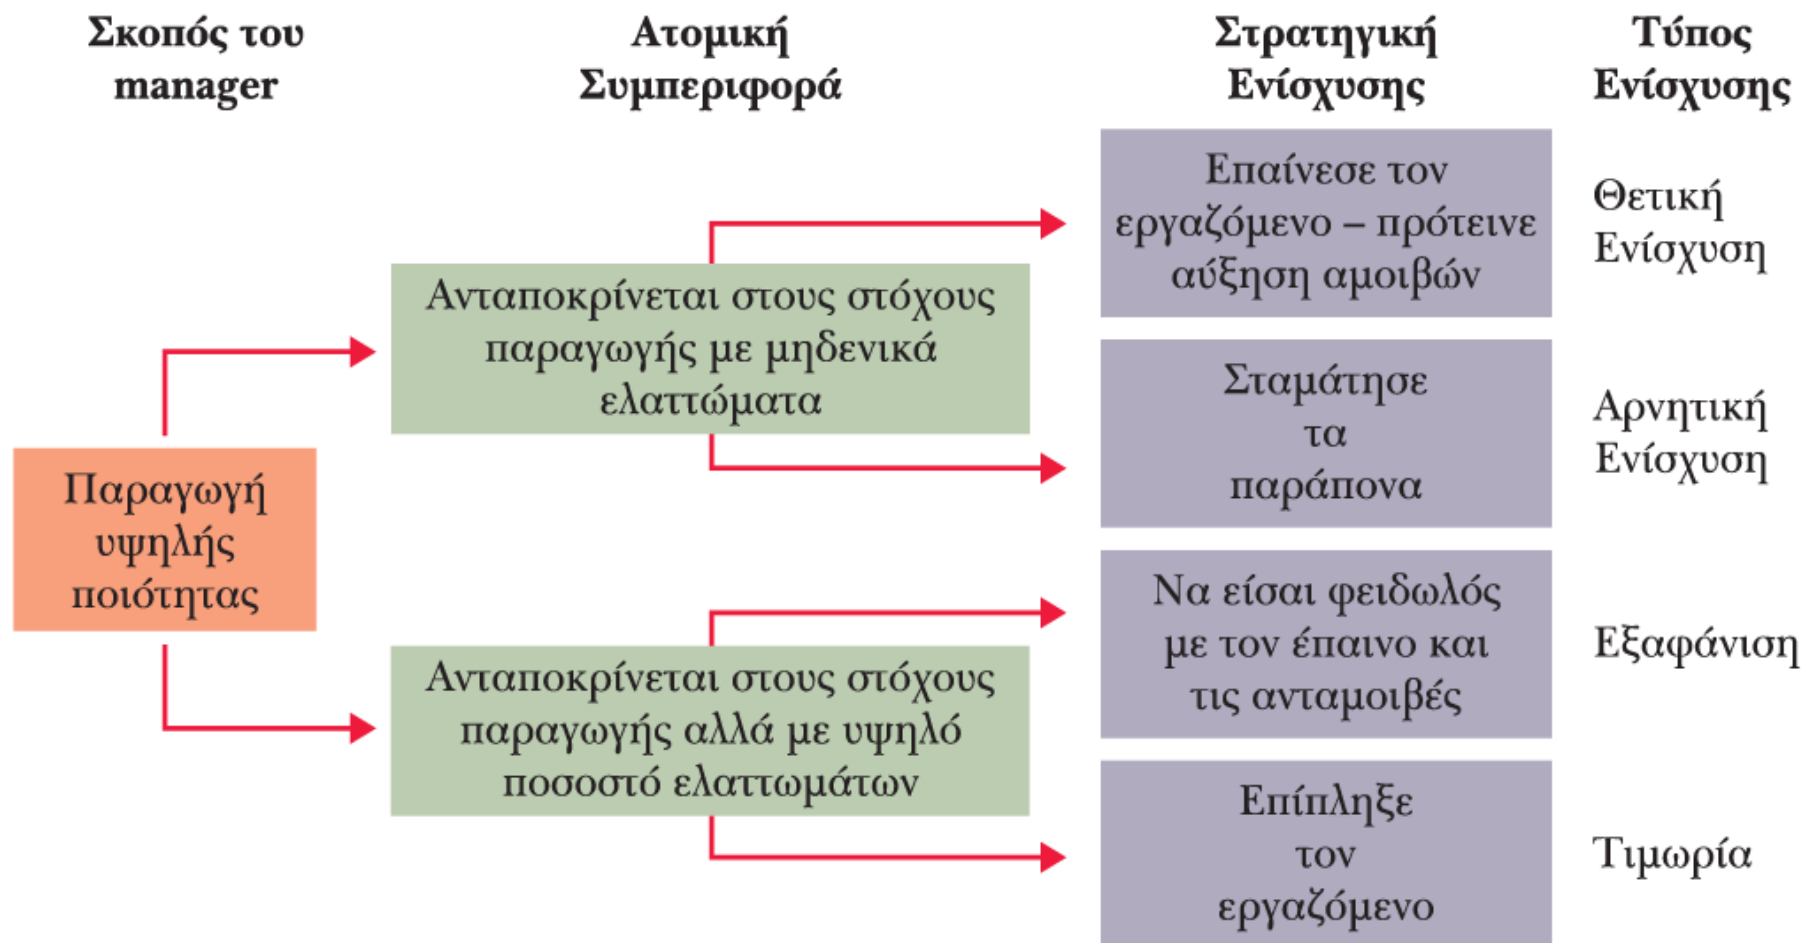 Σκοπός του
manager
Ατομική
Συμπεριφορά
Στρατηγική
Ενίσχυσης
Τύπος
Ενίσχυσης
Παραγωγή
υψηλής
ποιότητας
Ανταποκρίνεται στους στόχους
παραγωγής με μηδενικά
ελαττώματα
Επαίνεσε τον
εργαζόμενο – πρότεινε
αύξηση αμοιβών
Θετική
Ενίσχυση
Σταμάτησε
τα
παράπονα
Αρνητική
Ενίσχυση
Ανταποκρίνεται στους στόχους
παραγωγής αλλά με υψηλό
ποσοστό ελαττωμάτων
Να είσαι φειδωλός
με τον έπαινο και
τις ανταμοιβές
Εξαφάνιση
Επίπληξε
τον
εργαζόμενο
Τιμωρία